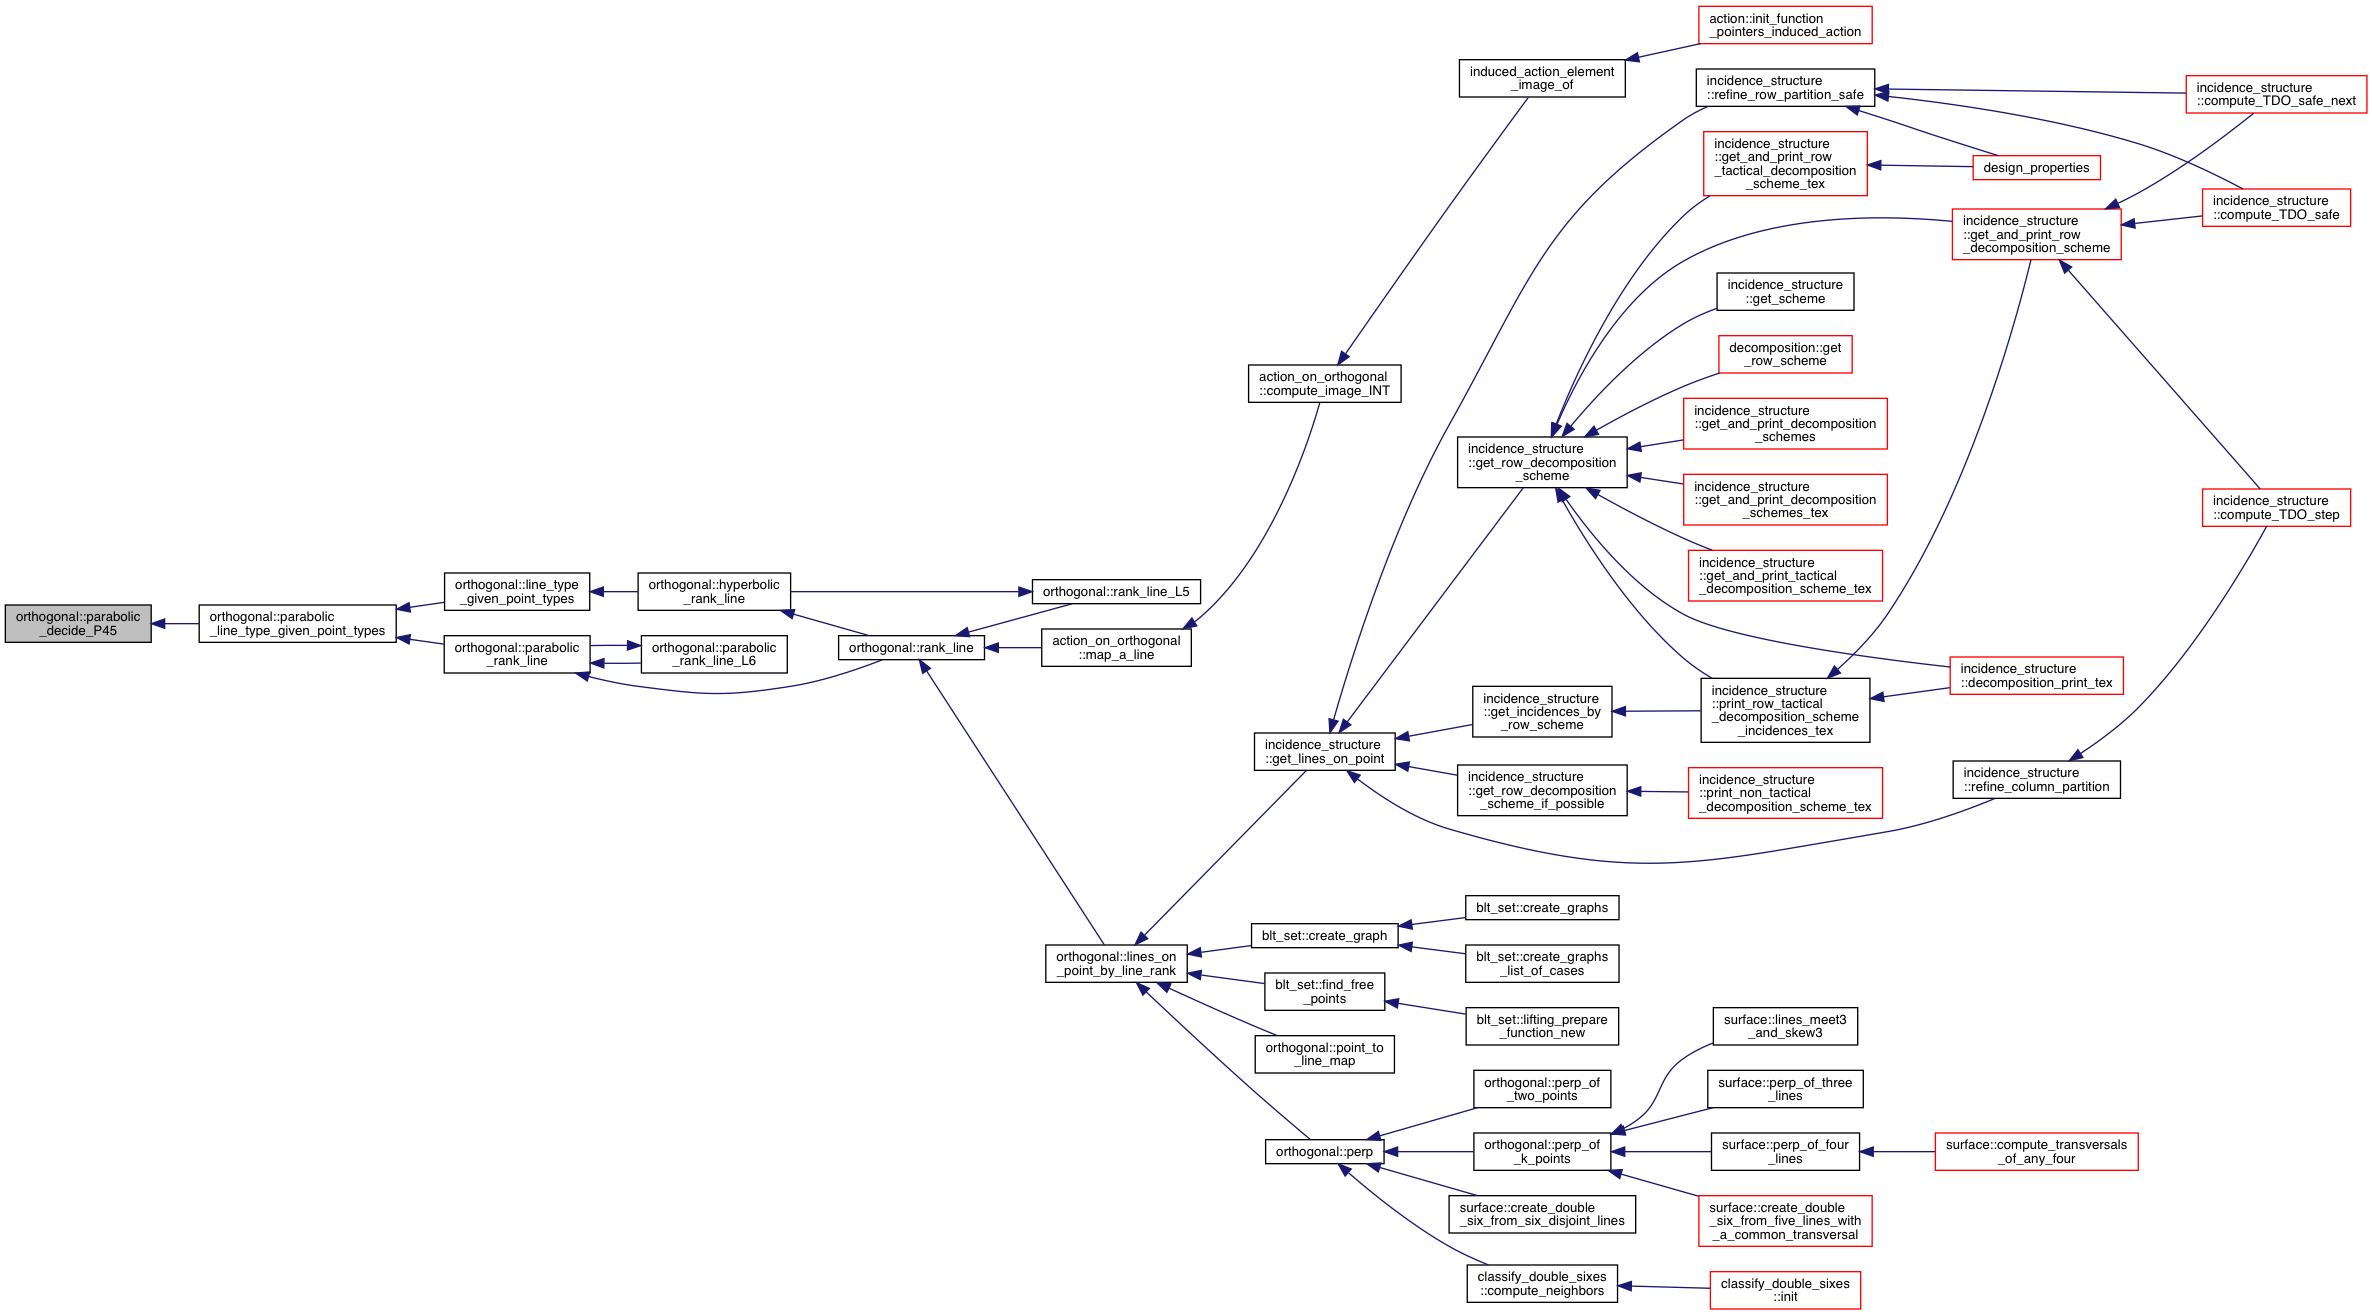 action::init_function
_pointers_induced_action
induced_action_element
_image_of
incidence_structure
::refine_row_partition_safe
incidence_structure
::compute_TDO_safe_next
incidence_structure
::get_and_print_row
_tactical_decomposition
_scheme_tex
design_properties
incidence_structure
::compute_TDO_safe
incidence_structure
::get_and_print_row
_decomposition_scheme
incidence_structure
::get_scheme
decomposition::get
_row_scheme
action_on_orthogonal
::compute_image_INT
incidence_structure
::get_and_print_decomposition
_schemes
incidence_structure
::get_row_decomposition
_scheme
incidence_structure
::get_and_print_decomposition
_schemes_tex
incidence_structure
::compute_TDO_step
incidence_structure
::get_and_print_tactical
_decomposition_scheme_tex
orthogonal::parabolic
_decide_P45
orthogonal::parabolic
_line_type_given_point_types
orthogonal::line_type
_given_point_types
orthogonal::hyperbolic
_rank_line
orthogonal::rank_line_L5
orthogonal::parabolic
_rank_line
orthogonal::parabolic
_rank_line_L6
orthogonal::rank_line
action_on_orthogonal
::map_a_line
incidence_structure
::decomposition_print_tex
incidence_structure
::get_incidences_by
_row_scheme
incidence_structure
::print_row_tactical
_decomposition_scheme
_incidences_tex
incidence_structure
::get_lines_on_point
incidence_structure
::get_row_decomposition
_scheme_if_possible
incidence_structure
::print_non_tactical
_decomposition_scheme_tex
incidence_structure
::refine_column_partition
blt_set::create_graphs
blt_set::create_graph
orthogonal::lines_on
_point_by_line_rank
blt_set::create_graphs
_list_of_cases
blt_set::find_free
_points
blt_set::lifting_prepare
_function_new
orthogonal::point_to
_line_map
surface::lines_meet3
_and_skew3
orthogonal::perp_of
_two_points
surface::perp_of_three
_lines
orthogonal::perp
orthogonal::perp_of
_k_points
surface::perp_of_four
_lines
surface::compute_transversals
_of_any_four
surface::create_double
_six_from_six_disjoint_lines
surface::create_double
_six_from_five_lines_with
_a_common_transversal
classify_double_sixes
::compute_neighbors
classify_double_sixes
::init